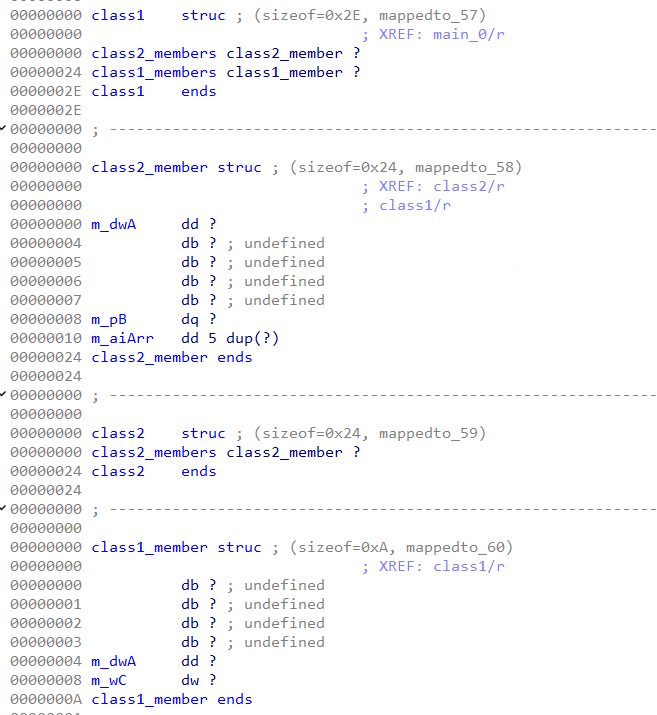 00000000 class1    struc ; (sizeof=0x2E, mappedto_57)
00000000                               ; XREF: main_0/r
00000000 class2_members class2_member ?
00000024 class1_members class1_member ?
0000002E class1    ends
0000002E
00000000 ; -------------------------------------------------------------
00000000
00000000 class2_member struc ; (sizeof=0x24, mappedto_58)
00000000                               ; XREF: class2/r
00000000                               ; class1/r
00000000 m_dwA     dd ?
00000004           db ? ; undefined
00000005           db ? ; undefined
00000006           db ? ; undefined
00000007           db ? ; undefined
00000008 m_pB      dq ?
00000010 m_aiArr   dd 5 dup(?)
00000024 class2_member ends
00000024
00000000 ; -------------------------------------------------------------
00000000
00000000 class2    struc ; (sizeof=0x24, mappedto_59)
00000000 class2_members class2_member ?
00000024 class2    ends
00000024
00000000 ; -------------------------------------------------------------
00000000
00000000 class1_member struc ; (sizeof=0xA, mappedto_60)
00000000                               ; XREF: class1/r
00000000           db ? ; undefined
00000001           db ? ; undefined
00000002           db ? ; undefined
00000003           db ? ; undefined
00000004 m_dwA     dd ?
00000008 m_wC      dw ?
0000000A class1_member ends